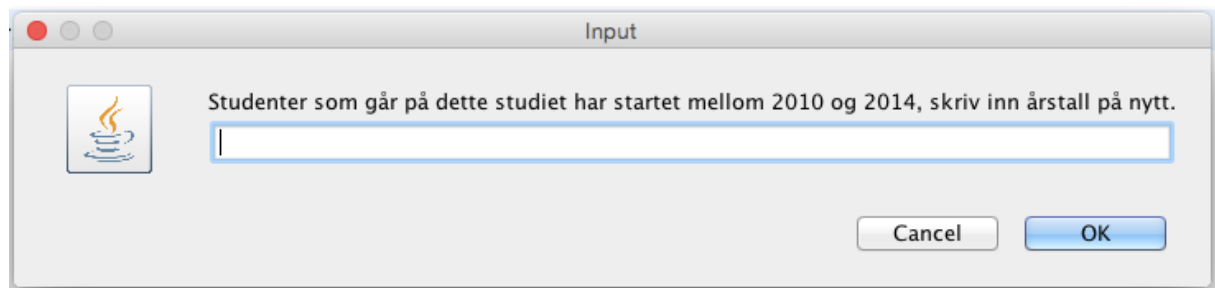 Input
Studenter som går på dette studiet har startet mellom 2010 og 2014, skriv inn årstall på nytt.
Cancel
OK